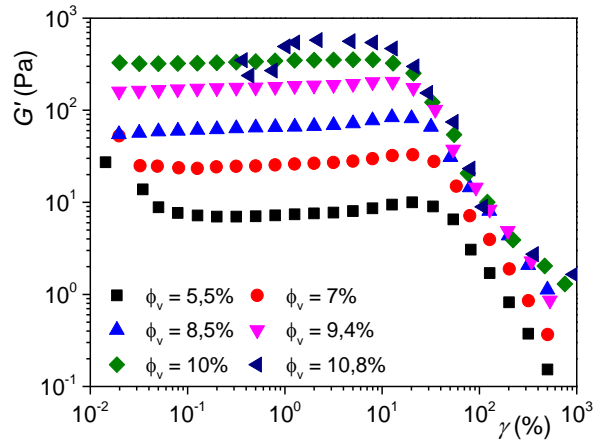 10³
10²
10¹
10⁰
10⁻¹
G' (Pa)
ϕᵥ = 5,5% ϕᵥ = 7%
ϕᵥ = 8,5% ϕᵥ = 9,4%
ϕᵥ = 10% ϕᵥ = 10,8%
10⁻² 10⁻¹ 10⁰ 10¹ 10² 10³
γ (%)